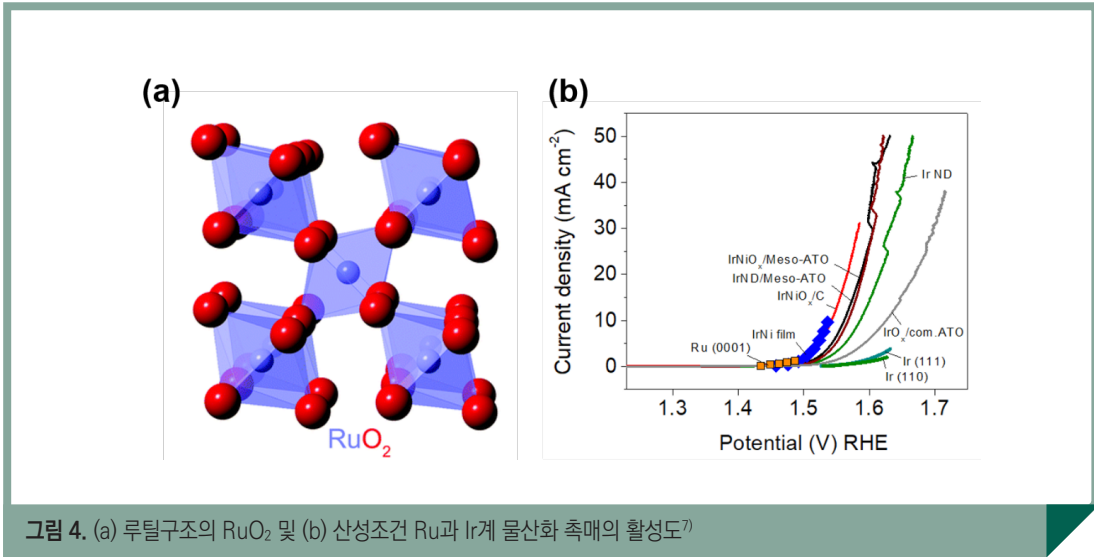 (a)
RuO₂
(b)
Current density (mA cm⁻²)
50
40
30
20
10
0
Ir ND
IrNiOₓ/Meso-ATO
IrND/Meso-ATO
IrNiOₓ/C
IrNi film
Ru (0001)
IrOₓ/com.ATO
Ir (111)
Ir (110)
1.3 1.4 1.5 1.6 1.7
Potential (V) RHE
그림 4. (a) 루틸구조의 RuO₂ 및 (b) 산성조건 Ru과 Ir계 물산화 촉매의 활성도⁷⁾